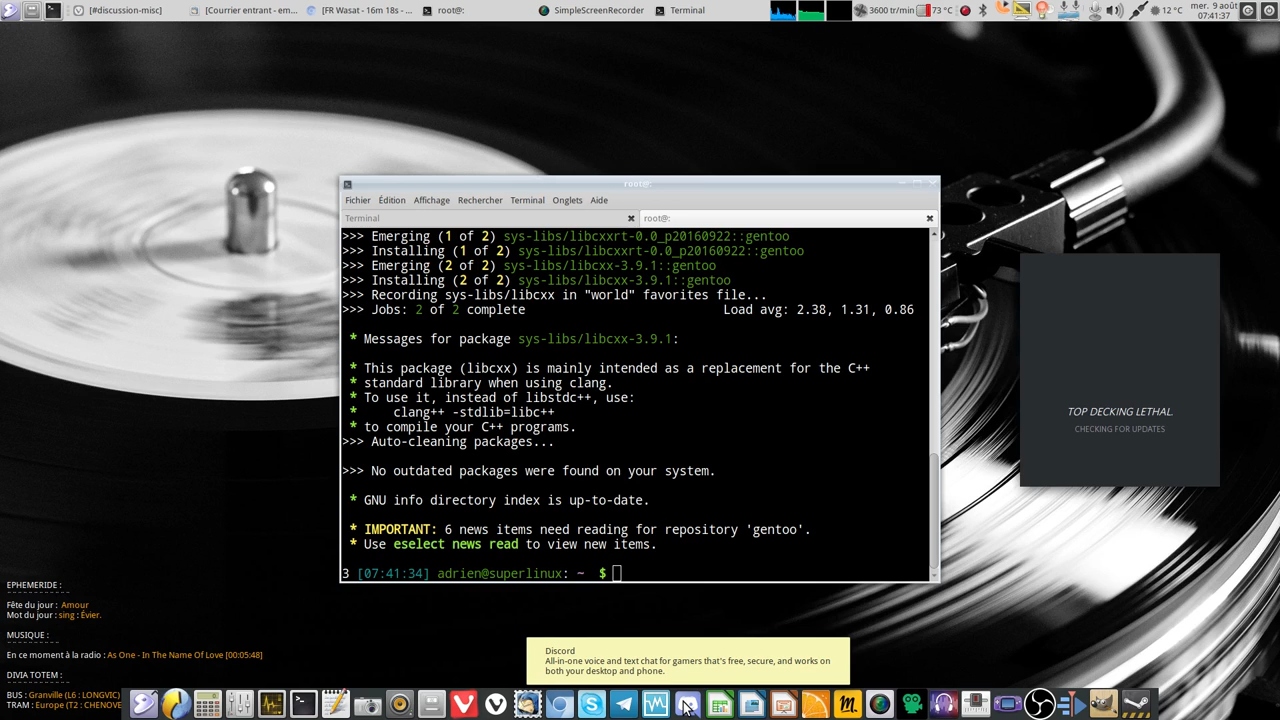 [#discussion-misc]
[Courrier entrant - em...
[FR Wasat - 16m 18s - ...
root@:
SimpleScreenRecorder
Terminal
3600 tr/min
73 °C
12 °C
mer. 9 août
07:41:37
root@:
Fichier Édition Affichage Rechercher Terminal Onglets Aide
Terminal
root@:
>>> Emerging (1 of 2) sys-libs/libcxxrt-0.0_p20160922::gentoo
>>> Installing (1 of 2) sys-libs/libcxxrt-0.0_p20160922::gentoo
>>> Emerging (2 of 2) sys-libs/libcxx-3.9.1::gentoo
>>> Installing (2 of 2) sys-libs/libcxx-3.9.1::gentoo
>>> Recording sys-libs/libcxx in "world" favorites file...
>>> Jobs: 2 of 2 complete Load avg: 2.38, 1.31, 0.86
* Messages for package sys-libs/libcxx-3.9.1:
* This package (libcxx) is mainly intended as a replacement for the C++
* standard library when using clang.
* To use it, instead of libstdc++, use:
* clang++ -stdlib=libc++
* to compile your C++ programs.
>>> Auto-cleaning packages...
>>> No outdated packages were found on your system.
* GNU info directory index is up-to-date.
* IMPORTANT: 6 news items need reading for repository 'gentoo'.
* Use eselect news read to view new items.
3 [07:41:34] adrien@superlinux: ~ $
TOP DECKING LETHAL.
CHECKING FOR UPDATES
EPHEMERIDE :
Fête du jour : Amour
Mot du jour : sing : Évier.
MUSIQUE :
En ce moment à la radio : As One - In The Name Of Love [00:05:48]
DIVIA TOTEM :
BUS : Granville (L6 : LONGVIC)
TRAM : Europe (T2 : CHENOVE
Discord
All-in-one voice and text chat for gamers that's free, secure, and works on
both your desktop and phone.